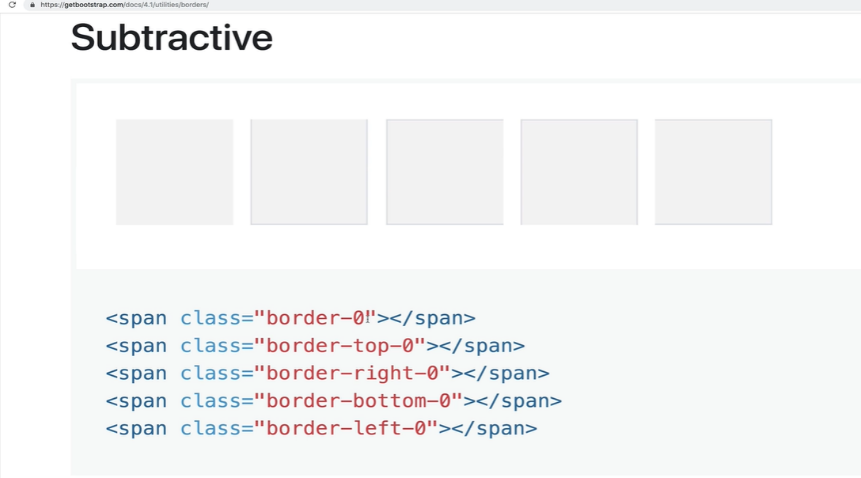 https://getbootstrap.com/docs/4.1/utilities/borders/
Subtractive
<span class="border-0"></span>
<span class="border-top-0"></span>
<span class="border-right-0"></span>
<span class="border-bottom-0"></span>
<span class="border-left-0"></span>